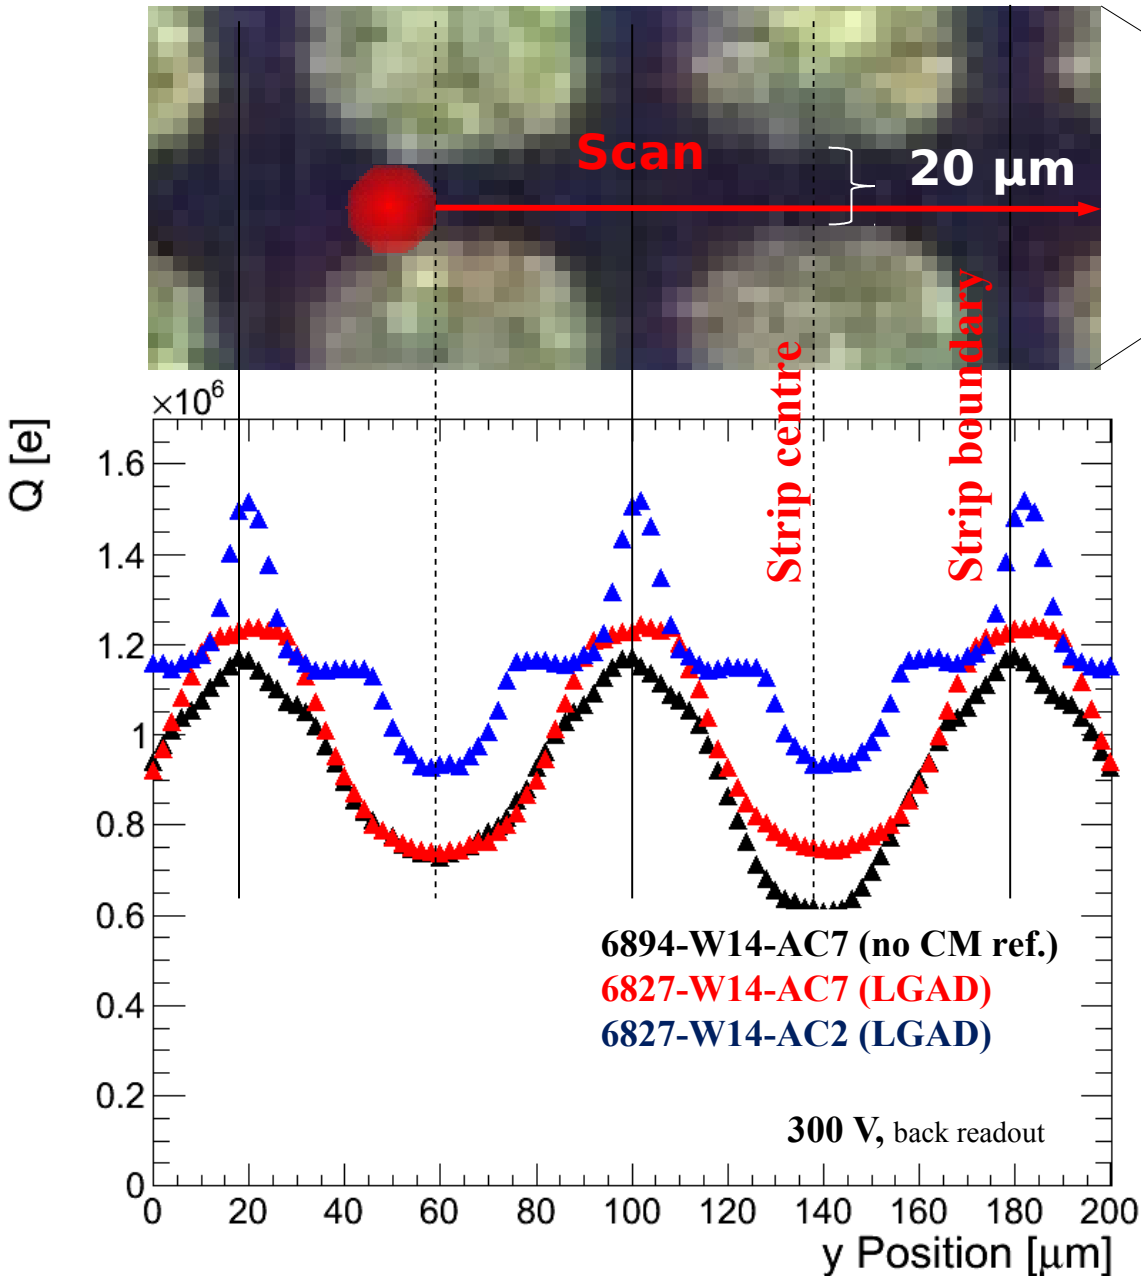 Scan
20 μm
Strip centre
Strip boundary
×10⁶
Q [e]
1.6
1.4
1.2
1
0.8
0.6
0.4
0.2
0
6894-W14-AC7 (no CM ref.)
6827-W14-AC7 (LGAD)
6827-W14-AC2 (LGAD)
300 V, back readout
0 20 40 60 80 100 120 140 160 180 200
y Position [μm]